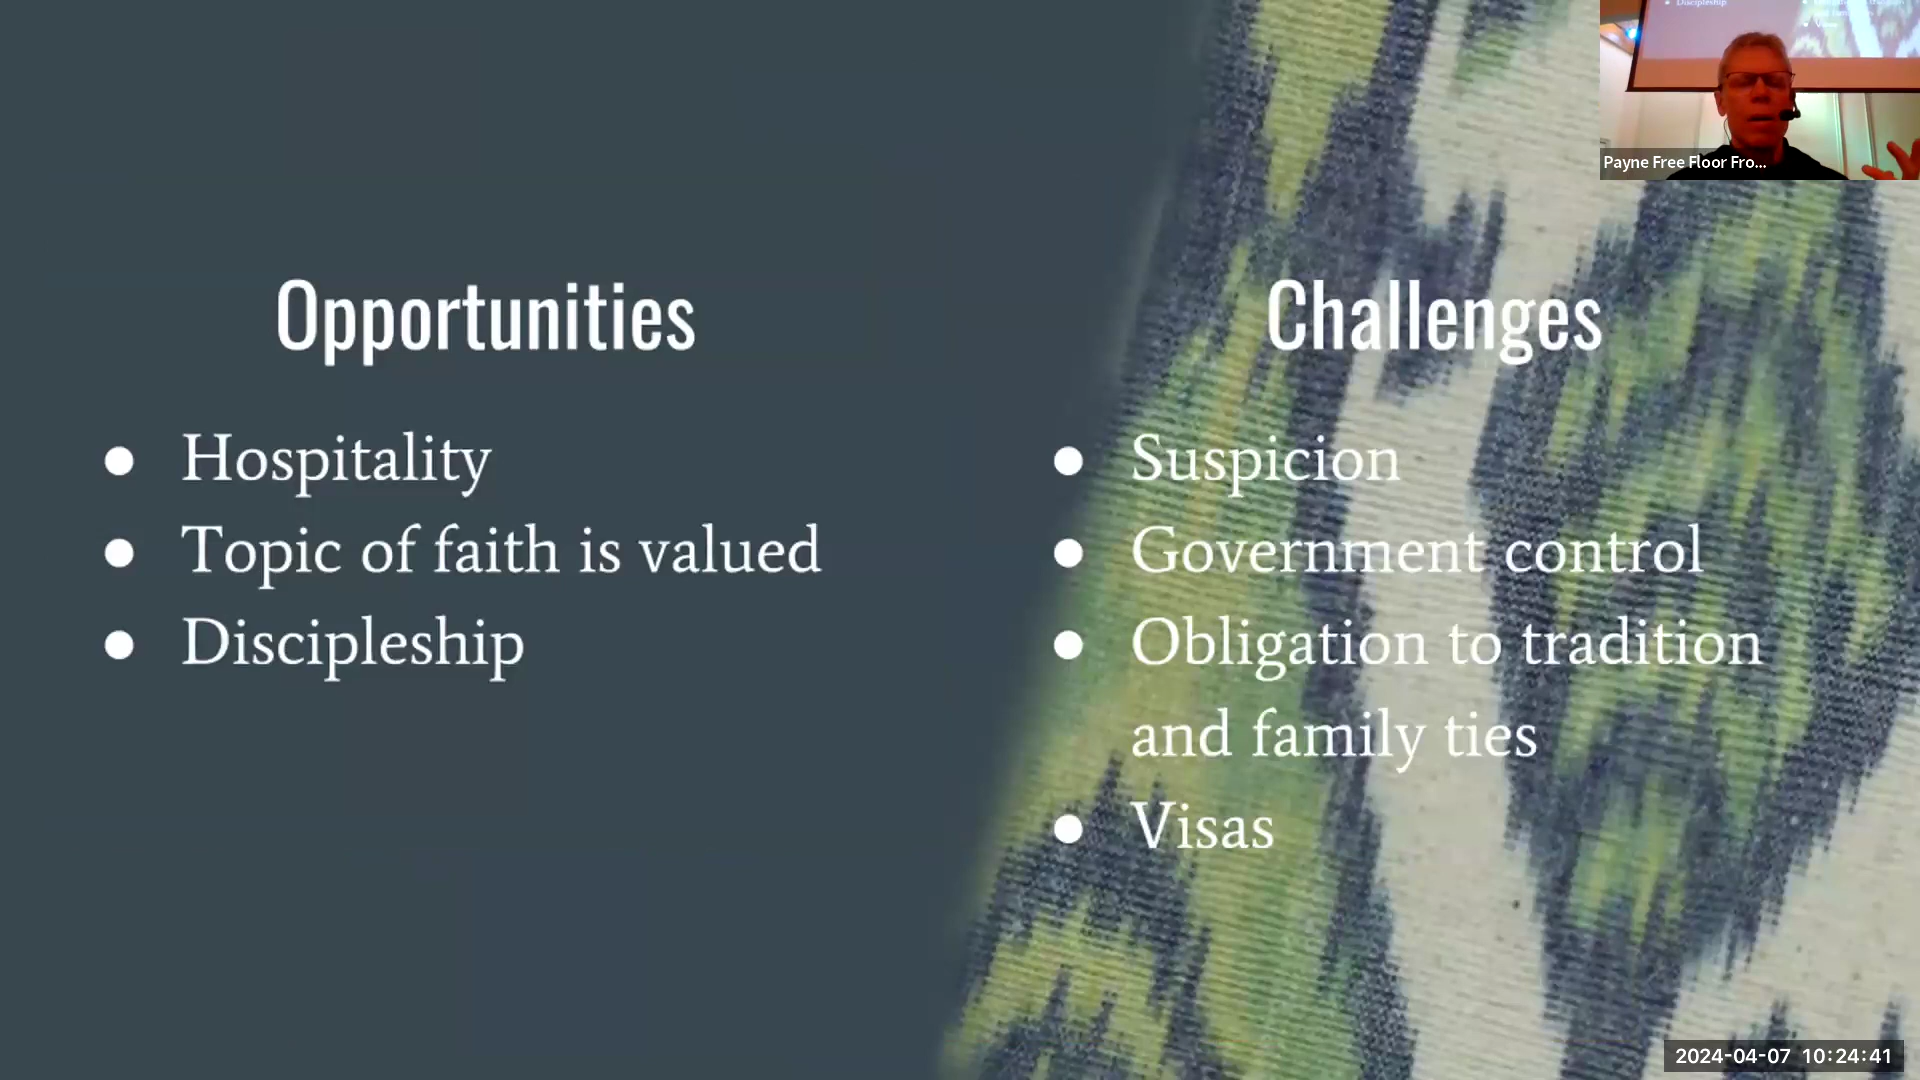 Discipleship
Payne Free Floor Fro...
Opportunities
• Hospitality
• Topic of faith is valued
• Discipleship
Challenges
• Suspicion
• Government control
• Obligation to tradition
and family ties
• Visas
2024-04-07 10:24:41